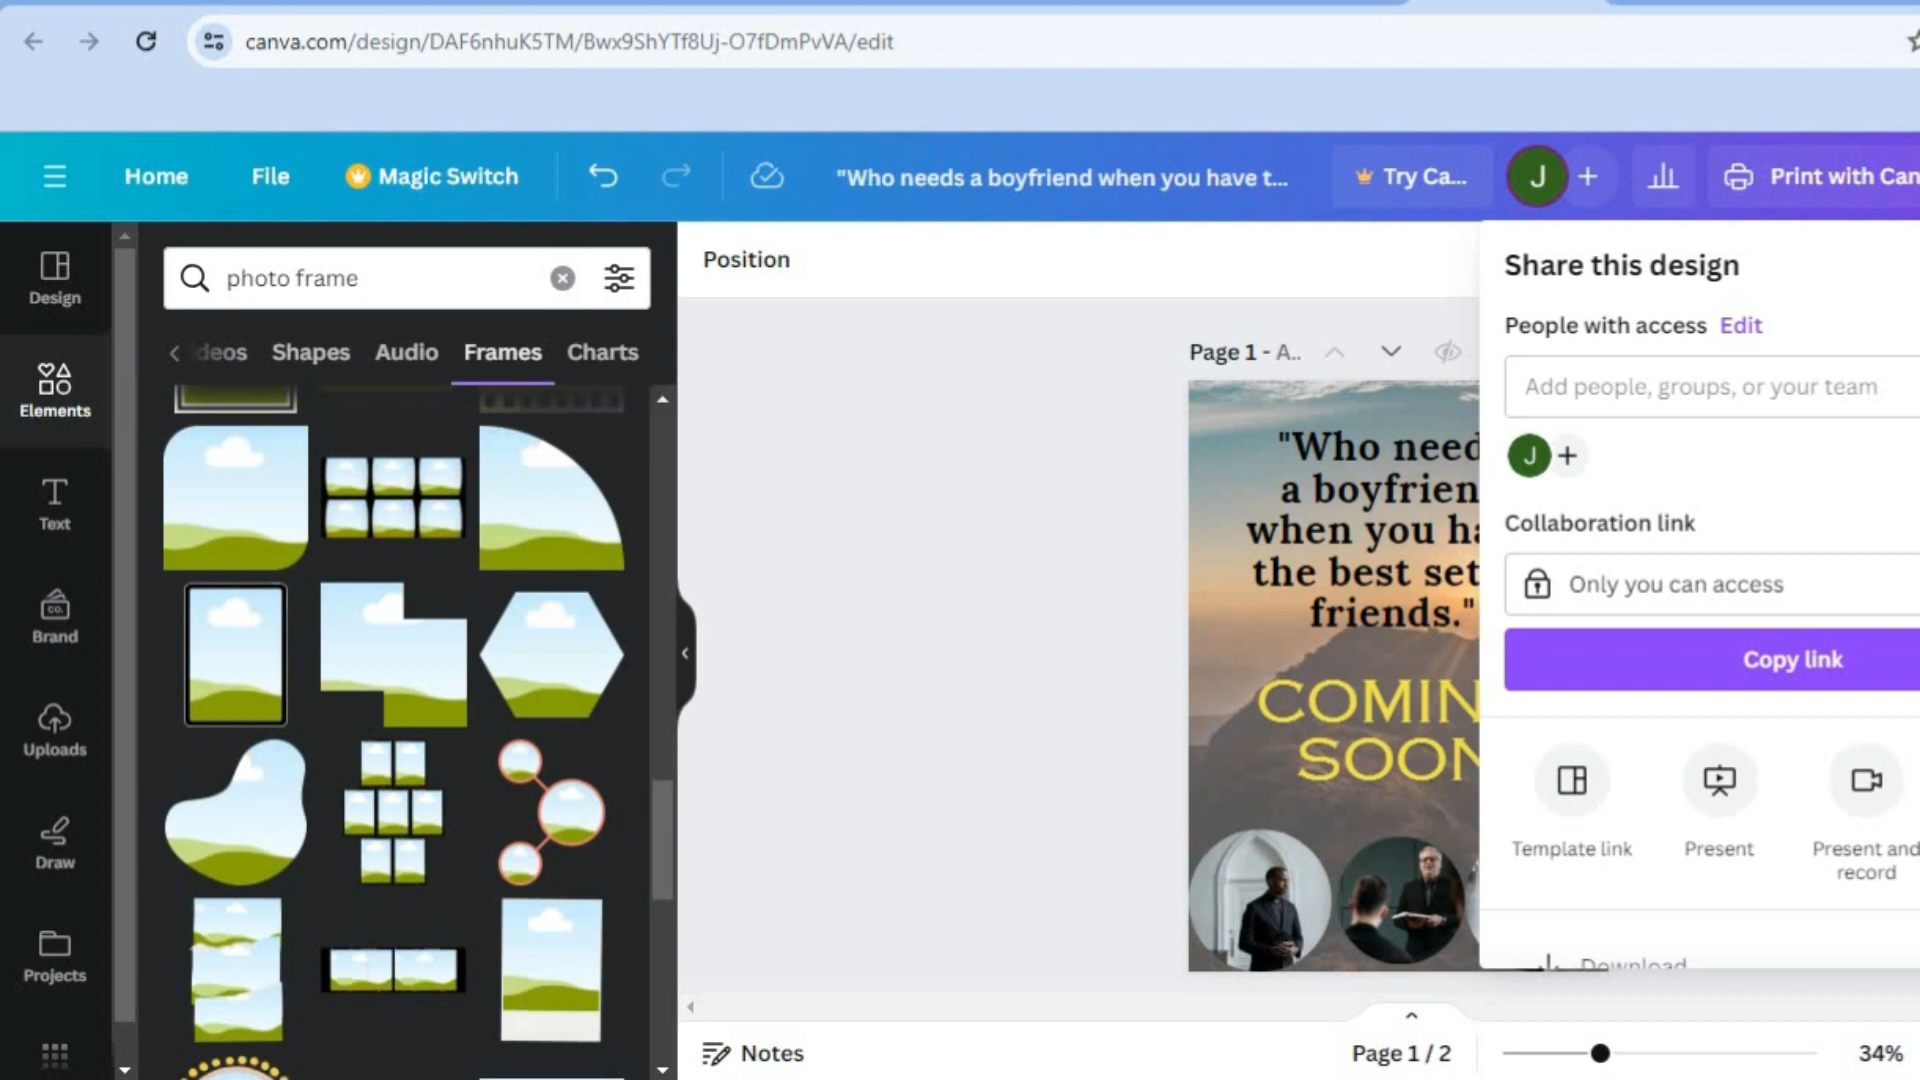 canva.com/design/DAF6nhuK5TM/Bwx9ShYTf8Uj-O7fDmPvVA/edit
Home
File
Magic Switch
"Who needs a boyfriend when you have t...
Try Ca...
J
Print with Can
Design
Elements
Text
Brand
CO.
Uploads
Draw
Projects
photo frame
deos
Shapes
Audio
Frames
Charts
Position
Page 1 - A..
"Who need
a boyfrien
when you ha
the best set
friends."
COMIN
SOON
Share this design
People with access Edit
Add people, groups, or your team
J
Collaboration link
Only you can access
Copy link
Template link
Present
Present and
record
Download
Notes
Page 1 / 2
34%